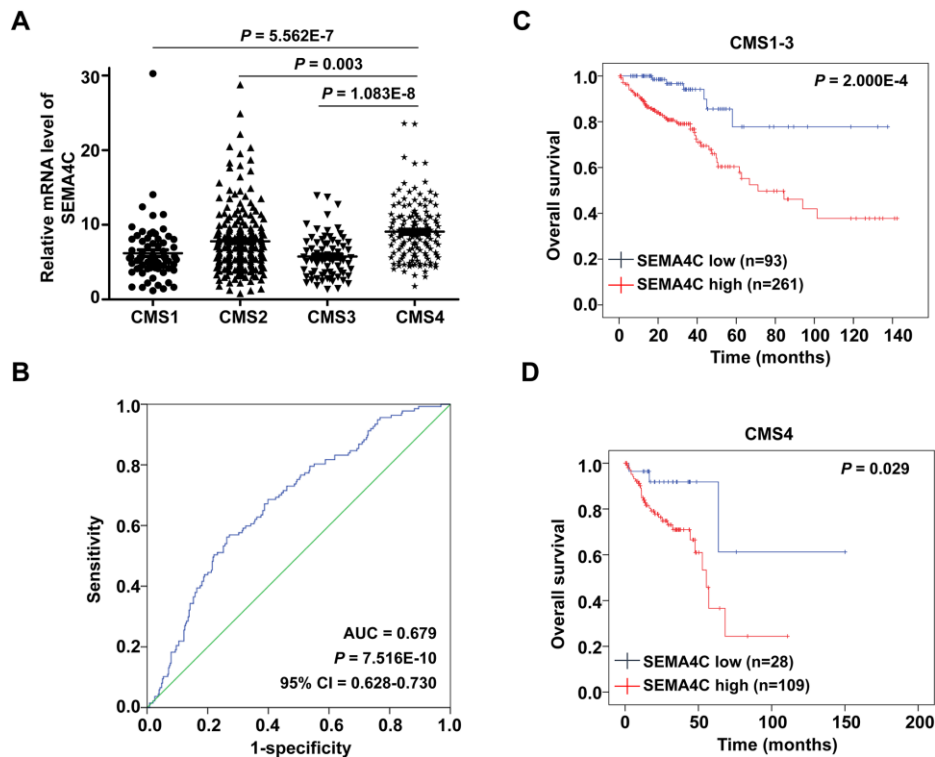 A
P = 5.562E-7
P = 0.003
P = 1.083E-8
Relative mRNA level of
SEMA4C
30
20
10
0
CMS1 CMS2 CMS3 CMS4
B
Sensitivity
1.0
0.8
0.6
0.4
0.2
0.0
AUC = 0.679
P = 7.516E-10
95% CI = 0.628-0.730
0.0 0.2 0.4 0.6 0.8 1.0
1-specificity
C
CMS1-3
P = 2.000E-4
Overall survival
1.0
0.8
0.6
0.4
0.2
0.0
SEMA4C low (n=93)
SEMA4C high (n=261)
0 20 40 60 80 100 120 140
Time (months)
D
CMS4
P = 0.029
Overall survival
1.0
0.8
0.6
0.4
0.2
0.0
SEMA4C low (n=28)
SEMA4C high (n=109)
0 50 100 150 200
Time (months)